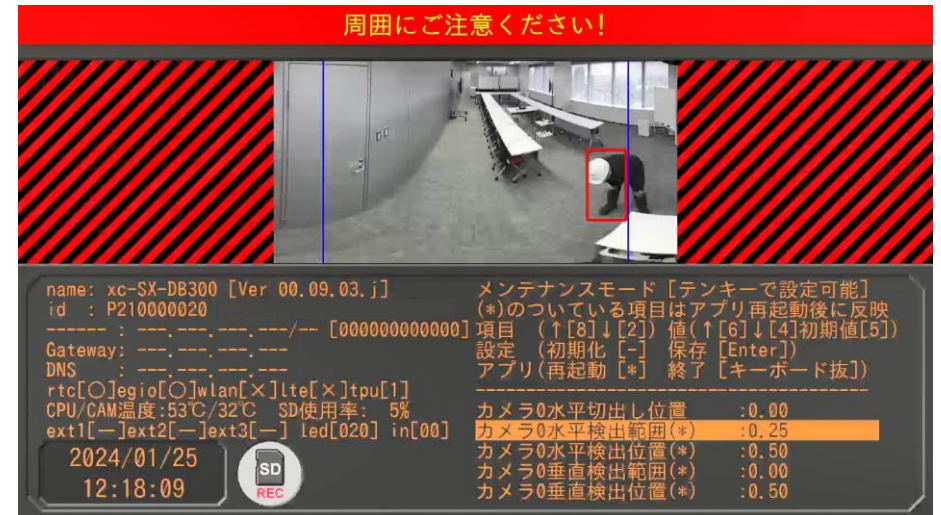 周囲にご注意ください!
name: xc-SX-DB300 [Ver 00.09.03.j]
id : P210000020
------ : ---.---.---.---/-- [000000000000]
Gateway: ---.---.---.---
DNS : ---.---.---.---
rtc[○]egio[○]wlan[×]lte[×]tpu[1]
CPU/CAM温度:53℃/32℃ SD使用率: 5%
ext1[―]ext2[―]ext3[―] led[020] in[00]
2024/01/25
12:18:09
SD
REC
メンテナンスモード [テンキーで設定可能]
(*)のついている項目はアプリ再起動後に反映
項目 (↑[8]↓[2]) 値(↑[6]↓[4]初期値[5])
設定 (初期化 [-] 保存 [Enter])
アプリ(再起動 [*] 終了 [キーボード抜])
------------------------------------------
カメラ0水平切出し位置 :0.00
カメラ0水平検出範囲(*) :0.25
カメラ0水平検出位置(*) :0.50
カメラ0垂直検出範囲(*) :0.00
カメラ0垂直検出位置(*) :0.50